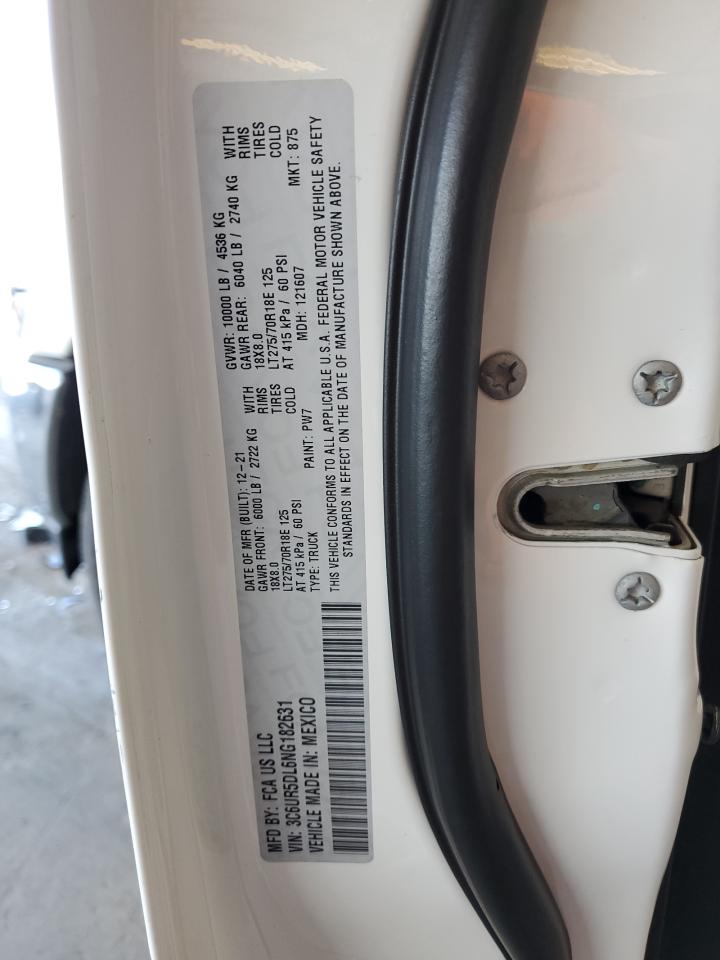 MFD BY: FCA US LLC
VIN: 3C6UR5DL6NG182631
VEHICLE MADE IN: MEXICO
DATE OF MFR (BUILT): 12-21 GVWR: 10000 LB / 4536 KG
GAWR FRONT: 6000 LB / 2722 KG WITH GAWR REAR: 6040 LB / 2740 KG WITH
18X8.0 RIMS 18X8.0 RIMS
LT275/70R18E 125 TIRES LT275/70R18E 125 TIRES
AT 415 kPa / 60 PSI COLD AT 415 kPa / 60 PSI COLD
TYPE: TRUCK PAINT: PW7 MDH: 121607 MKT: 875
THIS VEHICLE CONFORMS TO ALL APPLICABLE U.S.A. FEDERAL MOTOR VEHICLE SAFETY
STANDARDS IN EFFECT ON THE DATE OF MANUFACTURE SHOWN ABOVE.